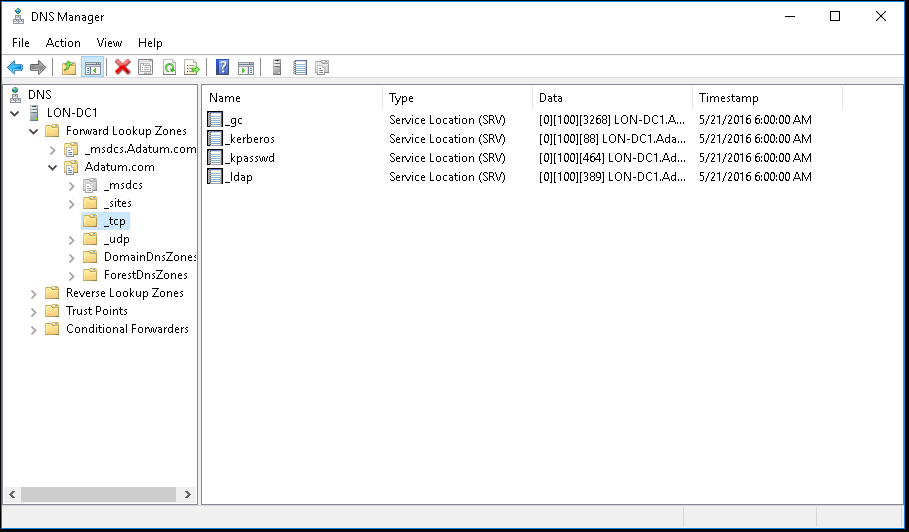 DNS Manager
File Action View Help
DNS
LON-DC1
Forward Lookup Zones
_msdcs.Adatum.com
Adatum.com
_msdcs
_sites
_tcp
_udp
DomainDnsZones
ForestDnsZones
Reverse Lookup Zones
Trust Points
Conditional Forwarders
Name Type Data Timestamp
_gc Service Location (SRV) [0][100][3268] LON-DC1.A... 5/21/2016 6:00:00 AM
_kerberos Service Location (SRV) [0][100][88] LON-DC1.Ada... 5/21/2016 6:00:00 AM
_kpasswd Service Location (SRV) [0][100][464] LON-DC1.Ad... 5/21/2016 6:00:00 AM
_ldap Service Location (SRV) [0][100][389] LON-DC1.Ad... 5/21/2016 6:00:00 AM